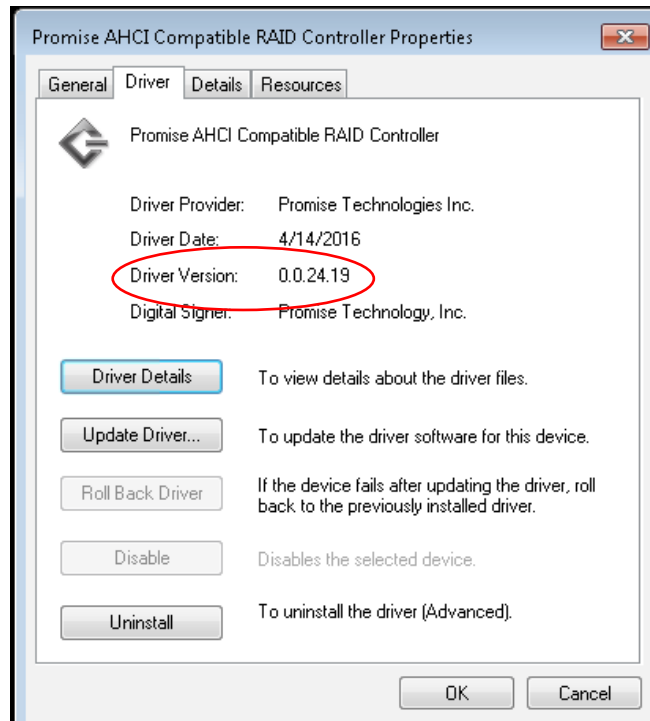 Promise AHCI Compatible RAID Controller Properties
General Driver Details Resources
Promise AHCI Compatible RAID Controller
Driver Provider: Promise Technologies Inc.
Driver Date: 4/14/2016
Driver Version: 0.0.24.19
Digital Signer: Promise Technology, Inc.
Driver Details To view details about the driver files.
Update Driver... To update the driver software for this device.
Roll Back Driver If the device fails after updating the driver, roll
back to the previously installed driver.
Disable Disables the selected device.
Uninstall To uninstall the driver (Advanced).
OK Cancel